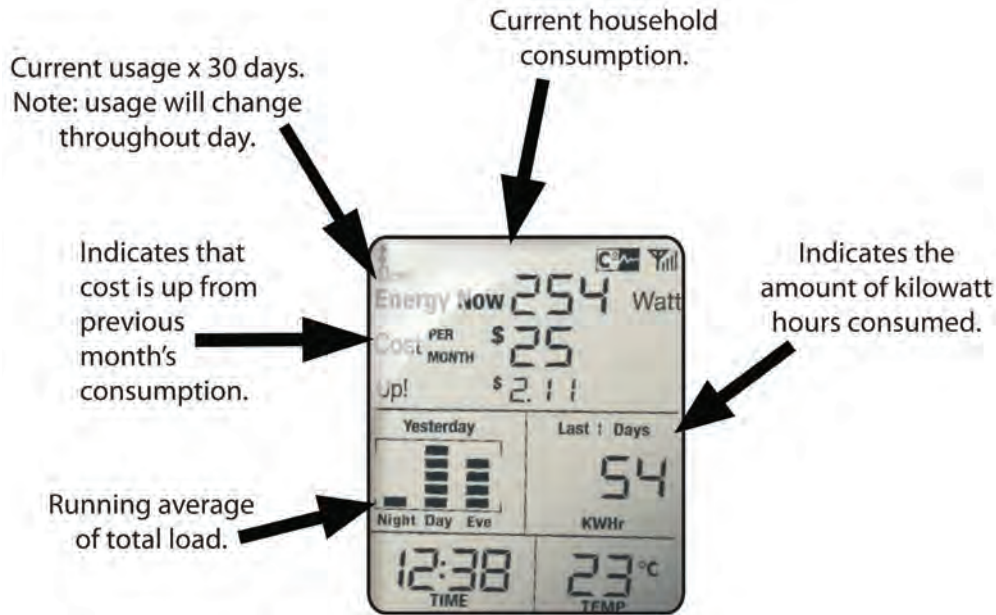 Current household
consumption.
Current usage x 30 days.
Note: usage will change
throughout day.
Indicates that
cost is up from
previous
month's
consumption.
Indicates the
amount of kilowatt
hours consumed.
Running average
of total load.
Energy Now 254 Watt
Cost PER MONTH $ 25
Up! $ 2.11
Yesterday
Night Day Eve
Last : Days
54
KWHr
12:38
TIME
23 °C
TEMP